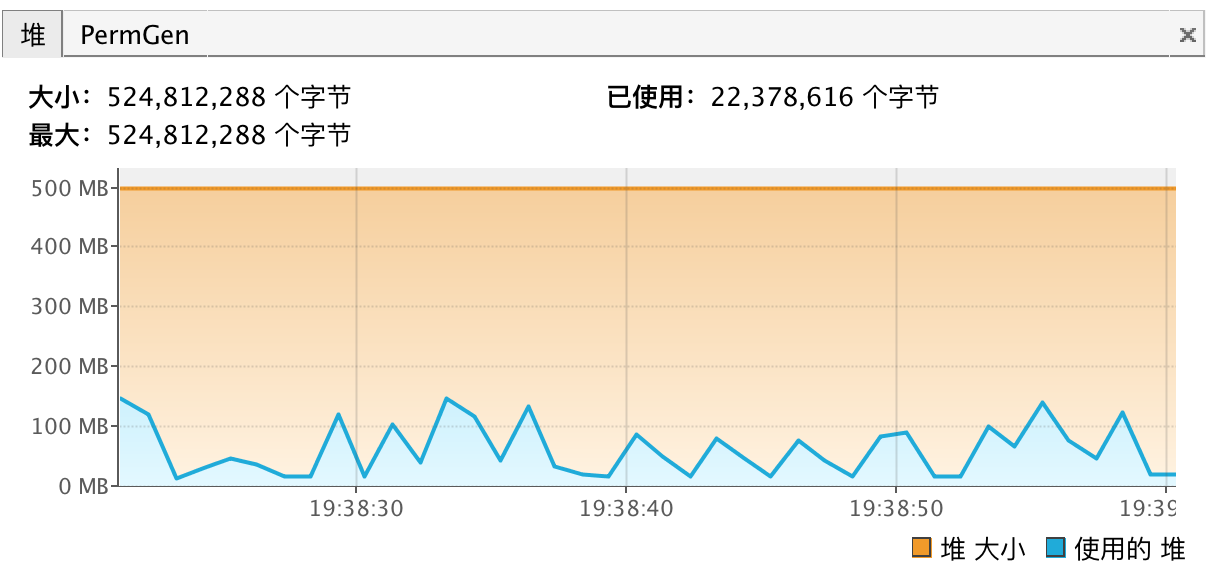 堆 PermGen
大小: 524,812,288 个字节 已使用: 22,378,616 个字节
最大: 524,812,288 个字节
500 MB
400 MB
300 MB
200 MB
100 MB
0 MB
19:38:30 19:38:40 19:38:50 19:39
堆 大小 使用的 堆